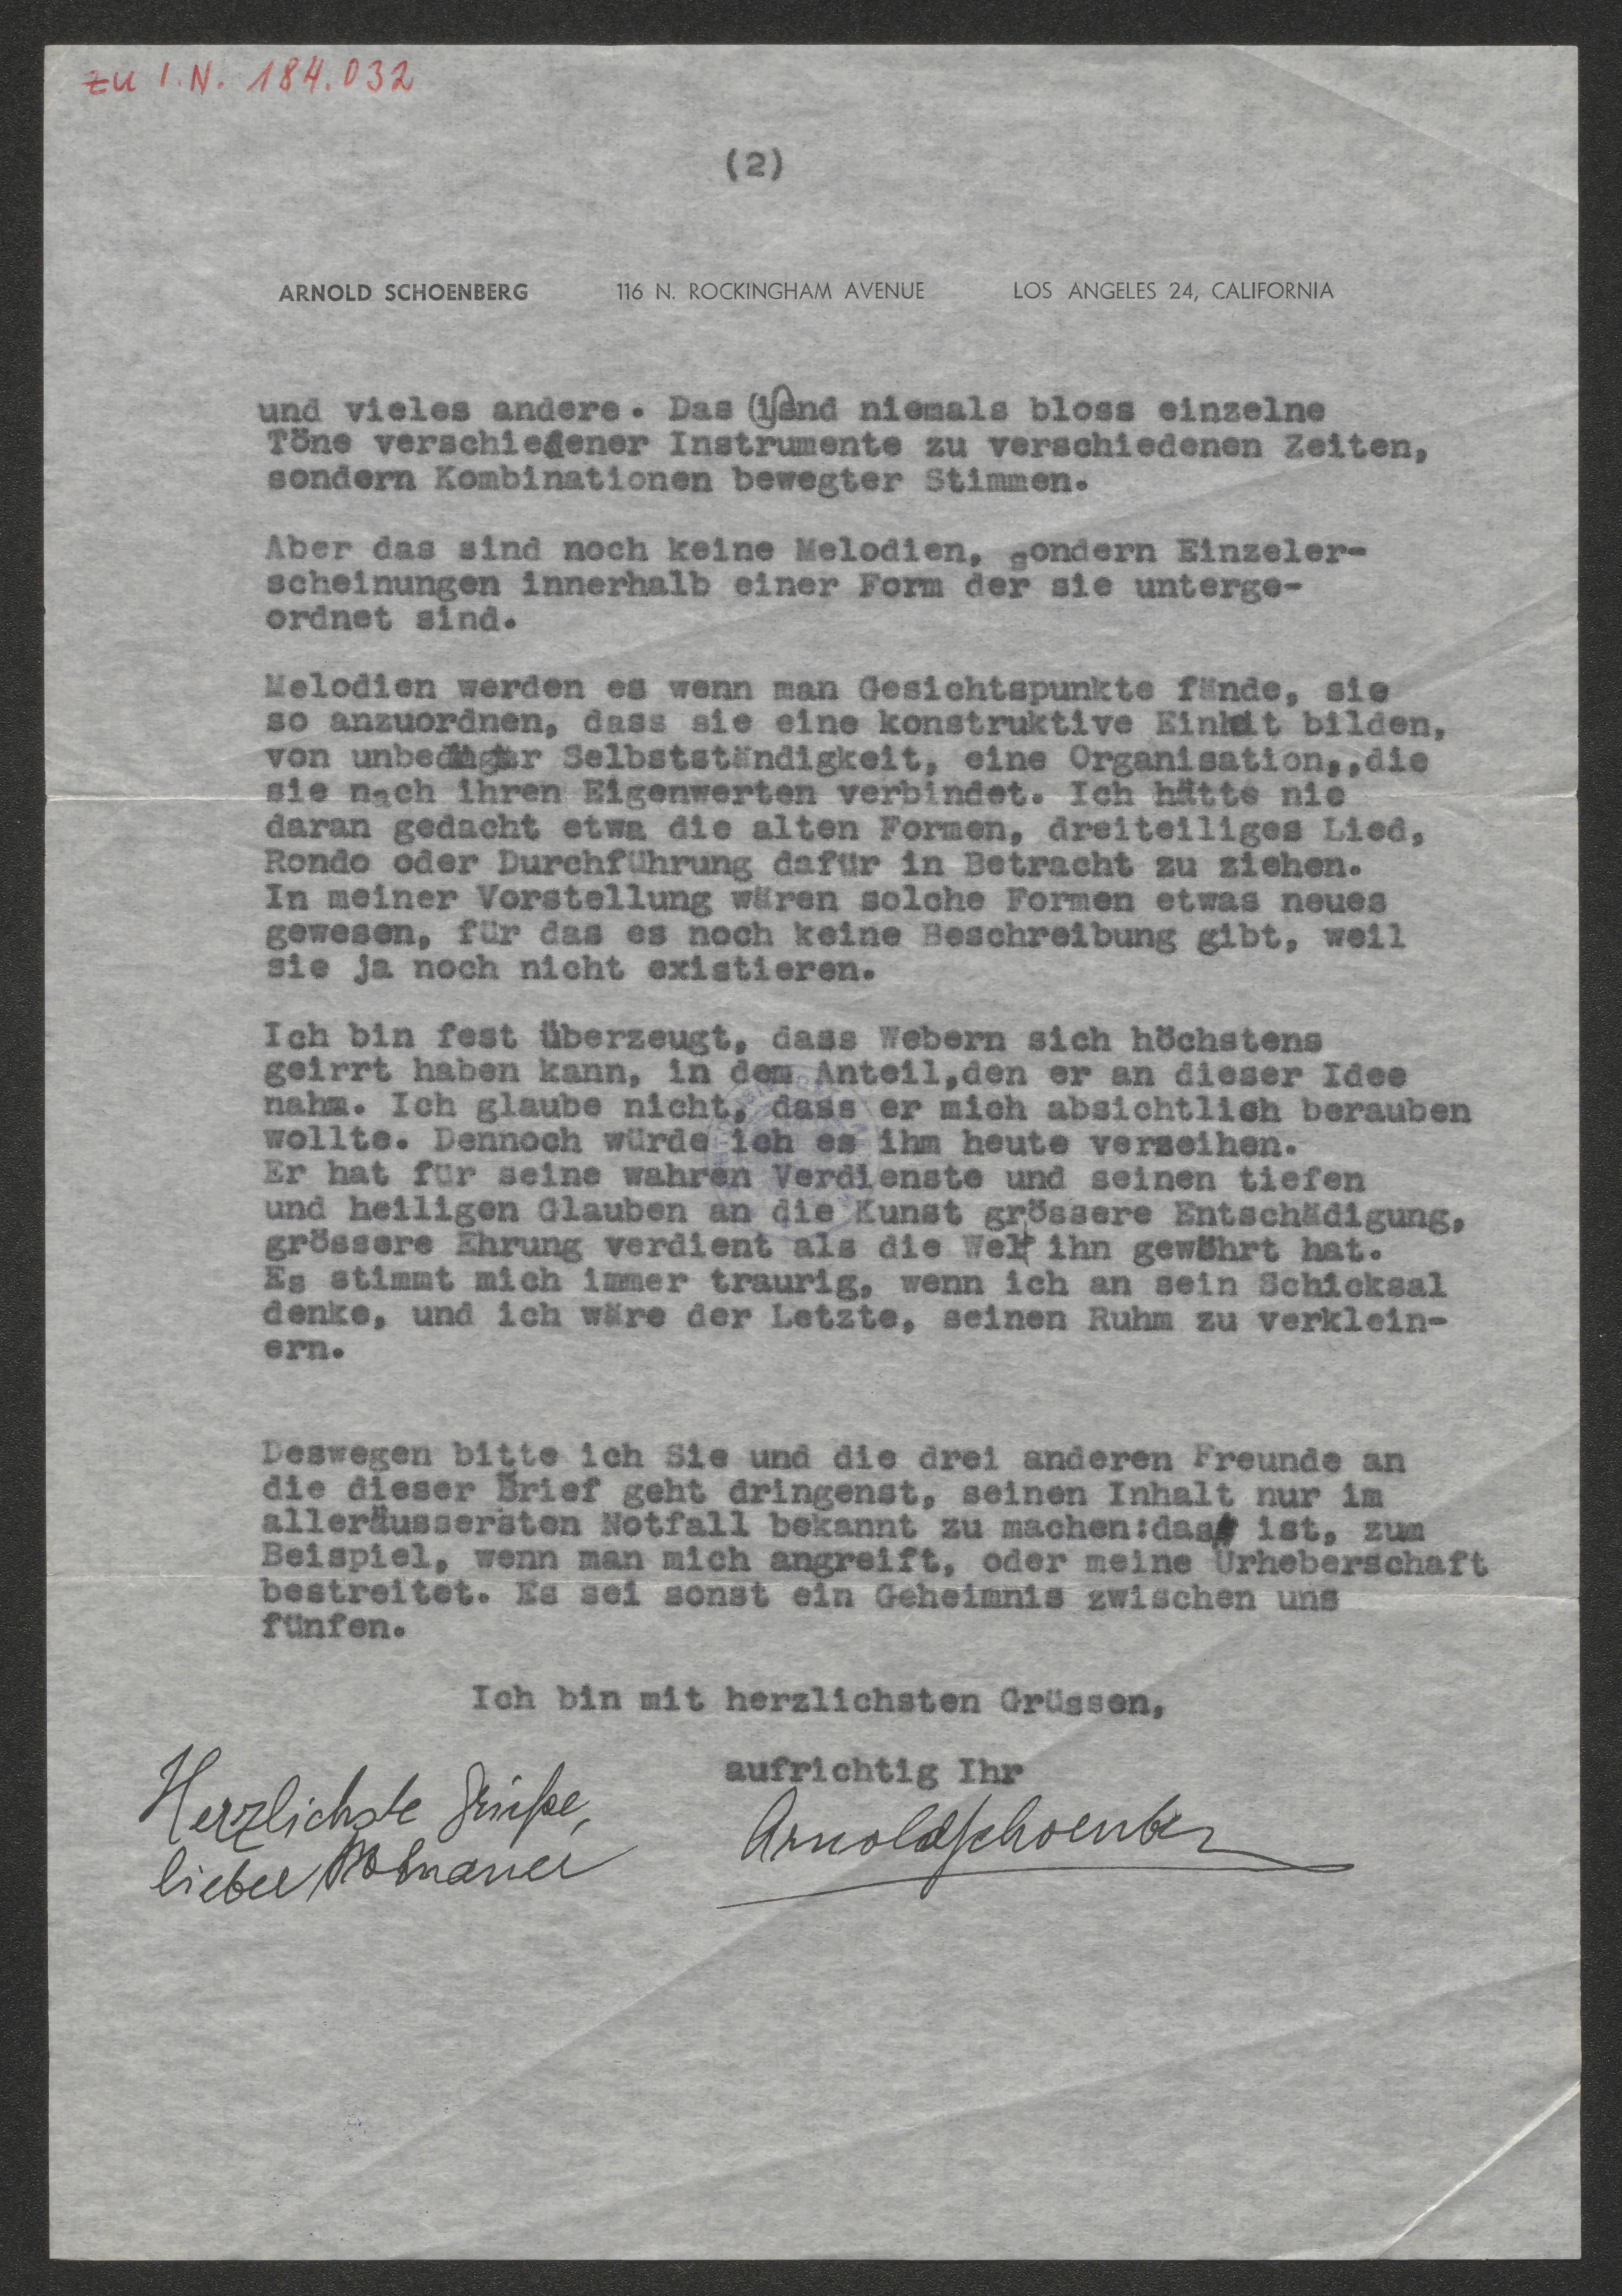 zu I.N. 184.032
(2)
ARNOLD SCHOENBERG 116 N. ROCKINGHAM AVENUE LOS ANGELES 24, CALIFORNIA
und vieles andere. Das sind niemals bloss einzelne
Töne verschiedener Instrumente zu verschiedenen Zeiten,
sondern Kombinationen bewegter Stimmen.
Aber das sind noch keine Melodien, sondern Einzeler-
scheinungen innerhalb einer Form der sie unterge-
ordnet sind.
Melodien werden es wenn man Gesichtspunkte fände, sie
so anzuordnen, dass sie eine konstruktive Einheit bilden,
von Selbstständigkeit, eine Organisation,,die
sie nach ihren Eigenwerten verbindet. Ich hätte nie
daran gedacht etwa die alten Formen, dreiteiliges Lied,
Rondo oder Durchführung dafür in Betracht zu ziehen.
In meiner Vorstellung wären solche Formen etwas neues
gewesen, für das es noch keine Beschreibung gibt, weil
sie ja noch nicht existieren.
Ich bin fest überzeugt, dass Webern sich höchstens
geirrt haben kann, in dem Anteil,den er an dieser Idee
nahm. Ich glaube nicht, dass er mich absichtlich berauben
wollte. Dennoch würde ich es ihm heute verzeihen.
Er hat für seine wahren Verdienste und seinen tiefen
und heiligen Glauben an die Kunst grössere Entschädigung,
grössere Ehrung verdient als die Welt ihn gewährt hat.
Es stimmt mich immer traurig, wenn ich an sein Schicksal
denke, und ich wäre der Letzte, seinen Ruhm zu verklein-
ern.
Deswegen bitte ich Sie und die drei anderen Freunde an
die dieser Brief geht dringenst, seinen Inhalt nur im
alleräussersten Notfall bekannt zu machen:das ist, zum
Beispiel, wenn man mich angreift, oder meine Urheberschaft
bestreitet. Es sei sonst ein Geheimnis zwischen uns
fünfen.
Ich bin mit herzlichsten Grüssen,
aufrichtig Ihr
Herzlichste Grüße,
lieber
Arnold Schoenberg